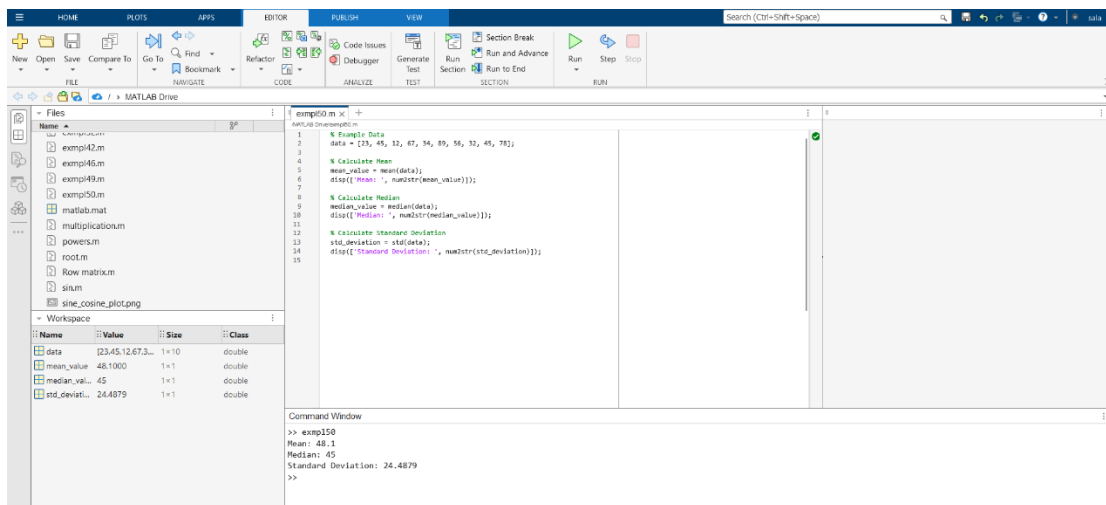 HOME PLOTS APPS EDITOR PUBLISH VIEW Search (Ctrl+Shift+Space) sala
New Open Save Compare To Go To Find Bookmark Refactor Code Issues Debugger Generate Test Run Section Section Break Run and Advance Run to End Run Step Stop
FILE NAVIGATE CODE ANALYZE TEST SECTION RUN
/ > MATLAB Drive
Files
Name
exmpl42.m
exmpl46.m
exmpl49.m
exmpl50.m
matlab.mat
multiplication.m
powers.m
root.m
Row matrix.m
sin.m
sine_cosine_plot.png
Workspace
Name Value Size Class
data [23,45,12,67,3... 1×10 double
mean_value 48.1000 1×1 double
median_val... 45 1×1 double
std_deviati... 24.4879 1×1 double
exmpl50.m
/MATLAB Drive/exmpl50.m
1 % Example Data
2 data = [23, 45, 12, 67, 34, 89, 56, 32, 45, 78];
3
4 % Calculate Mean
5 mean_value = mean(data);
6 disp(['Mean: ', num2str(mean_value)]);
7
8 % Calculate Median
9 median_value = median(data);
10 disp(['Median: ', num2str(median_value)]);
11
12 % Calculate Standard Deviation
13 std_deviation = std(data);
14 disp(['Standard Deviation: ', num2str(std_deviation)]);
15
Command Window
>> exmpl50
Mean: 48.1
Median: 45
Standard Deviation: 24.4879
>>